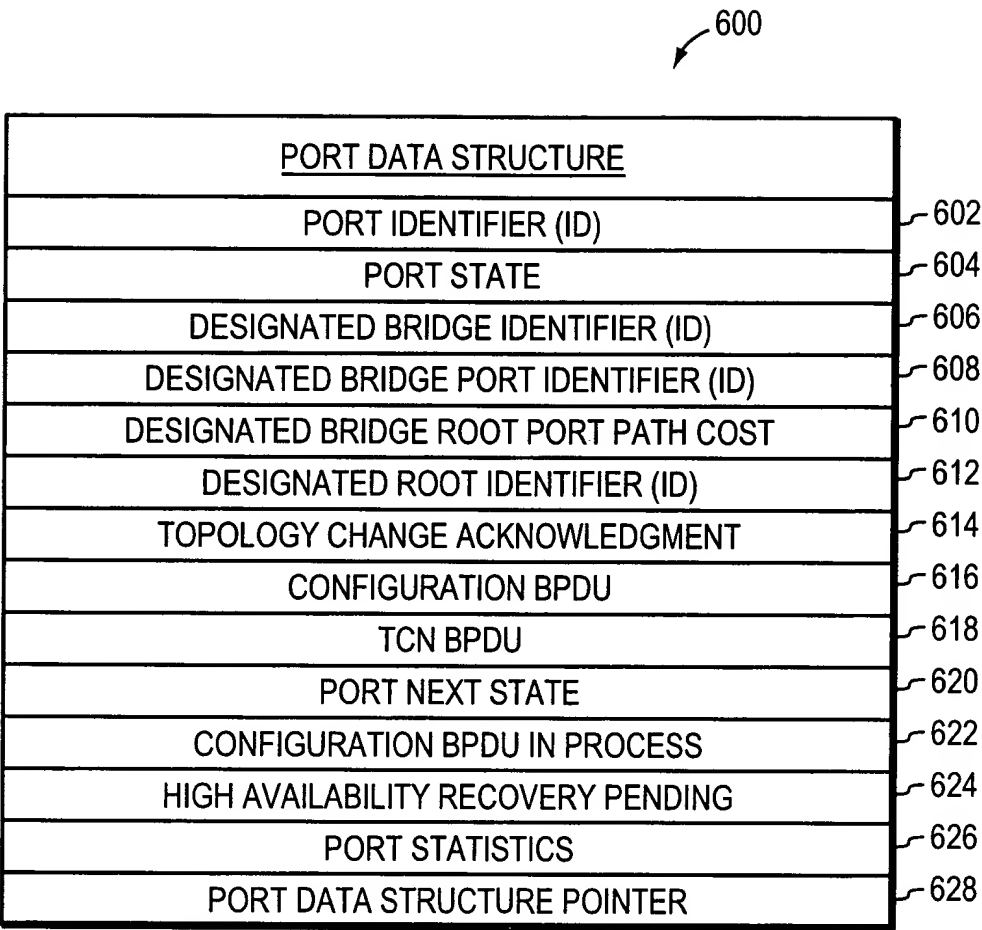 600
PORT DATA STRUCTURE
PORT IDENTIFIER (ID) 602
PORT STATE 604
DESIGNATED BRIDGE IDENTIFIER (ID) 606
DESIGNATED BRIDGE PORT IDENTIFIER (ID) 608
DESIGNATED BRIDGE ROOT PORT PATH COST 610
DESIGNATED ROOT IDENTIFIER (ID) 612
TOPOLOGY CHANGE ACKNOWLEDGMENT 614
CONFIGURATION BPDU 616
TCN BPDU 618
PORT NEXT STATE 620
CONFIGURATION BPDU IN PROCESS 622
HIGH AVAILABILITY RECOVERY PENDING 624
PORT STATISTICS 626
PORT DATA STRUCTURE POINTER 628